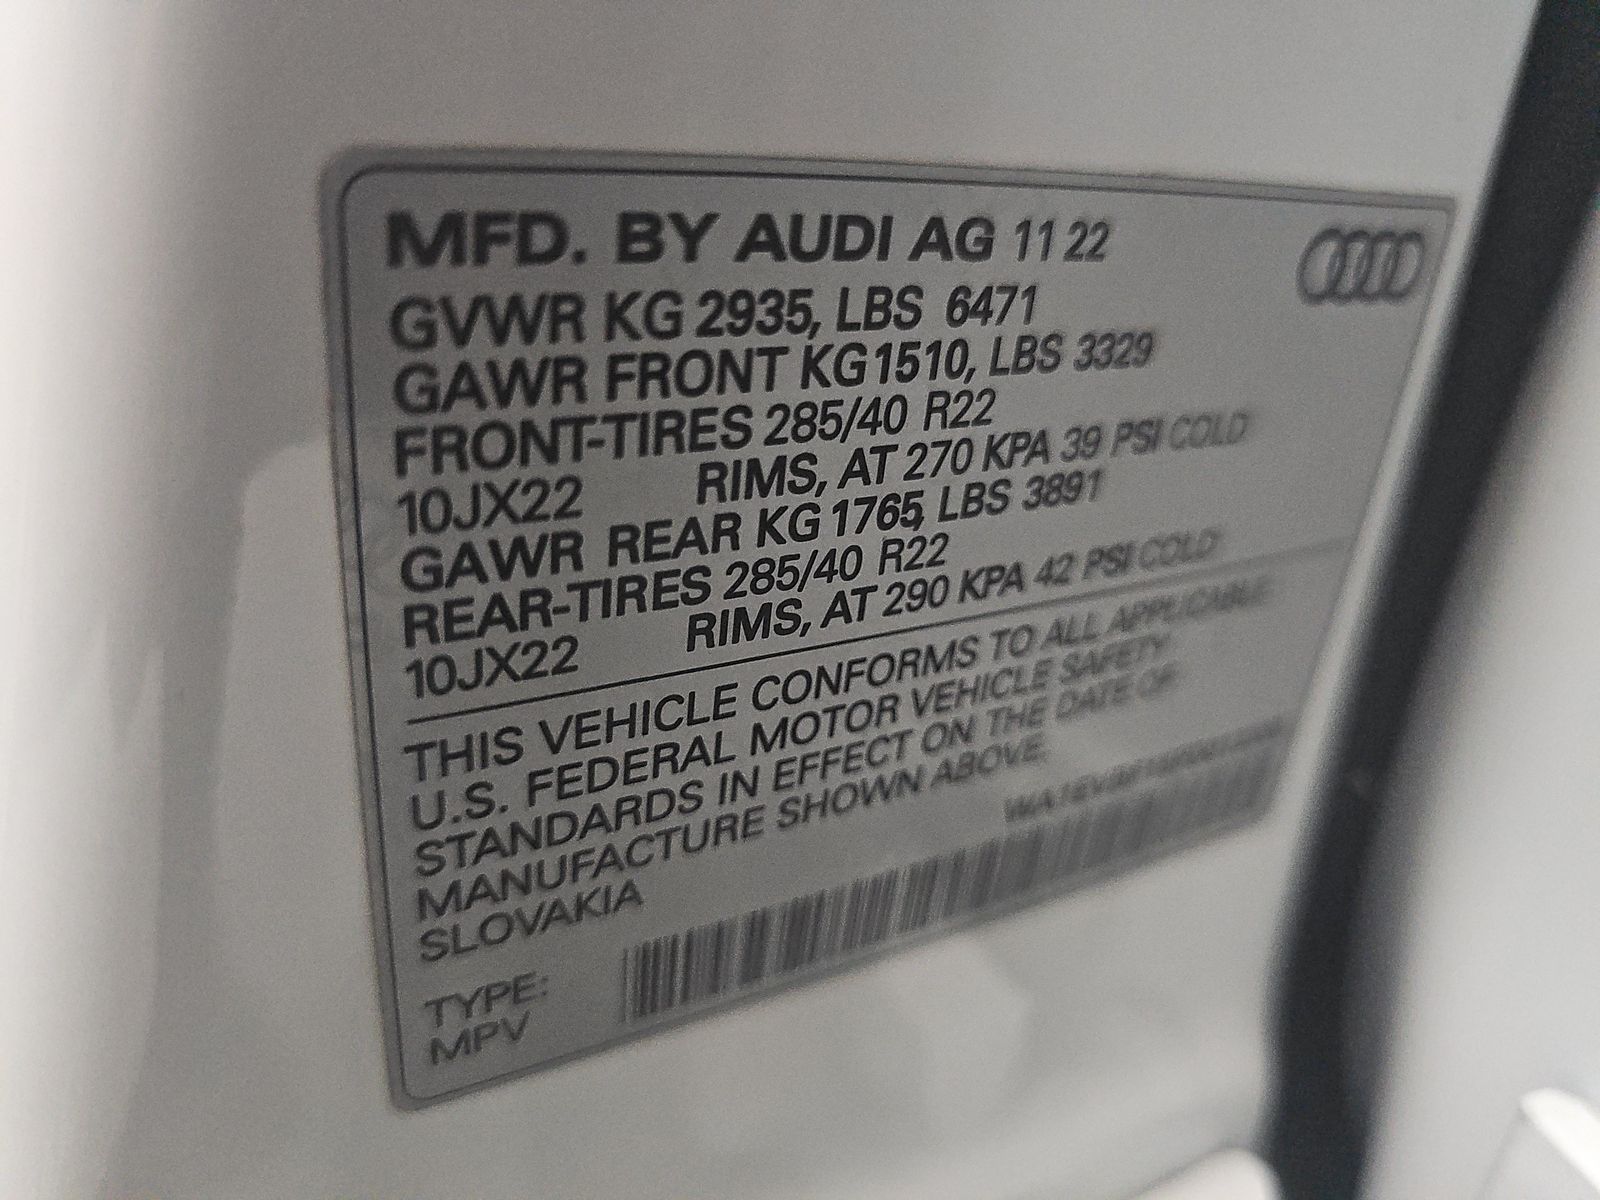 MFD. BY AUDI AG 11 22
GVWR KG 2935, LBS 6471
GAWR FRONT KG 1510, LBS 3329
FRONT-TIRES 285/40 R22
10JX22 RIMS, AT 270 KPA 39 PSI COLD
GAWR REAR KG 1765, LBS 3891
REAR-TIRES 285/40 R22
10JX22 RIMS, AT 290 KPA 42 PSI COLD
THIS VEHICLE CONFORMS TO ALL APPLICABLE
U.S. FEDERAL MOTOR VEHICLE SAFETY
STANDARDS IN EFFECT ON THE DATE OF
MANUFACTURE SHOWN ABOVE.
SLOVAKIA
TYPE:
MPV